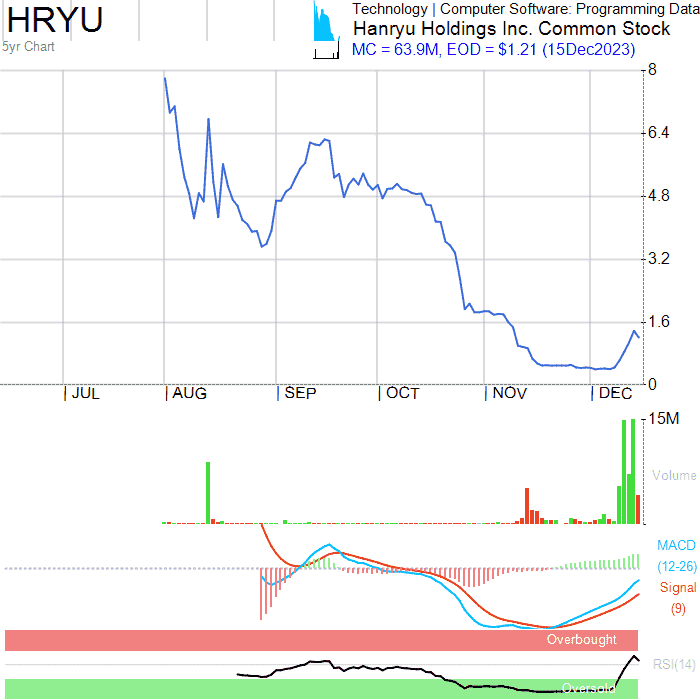 HRYU
5yr Chart
Technology | Computer Software: Programming Data
Hanryu Holdings Inc. Common Stock
MC = 63.9M, EOD = $1.21 (15Dec2023)
8
6.4
4.8
3.2
1.6
0
JUL AUG SEP OCT NOV DEC
15M
Volume
MACD
(12-26)
Signal
(9)
Overbought
RSI(14)
Oversold